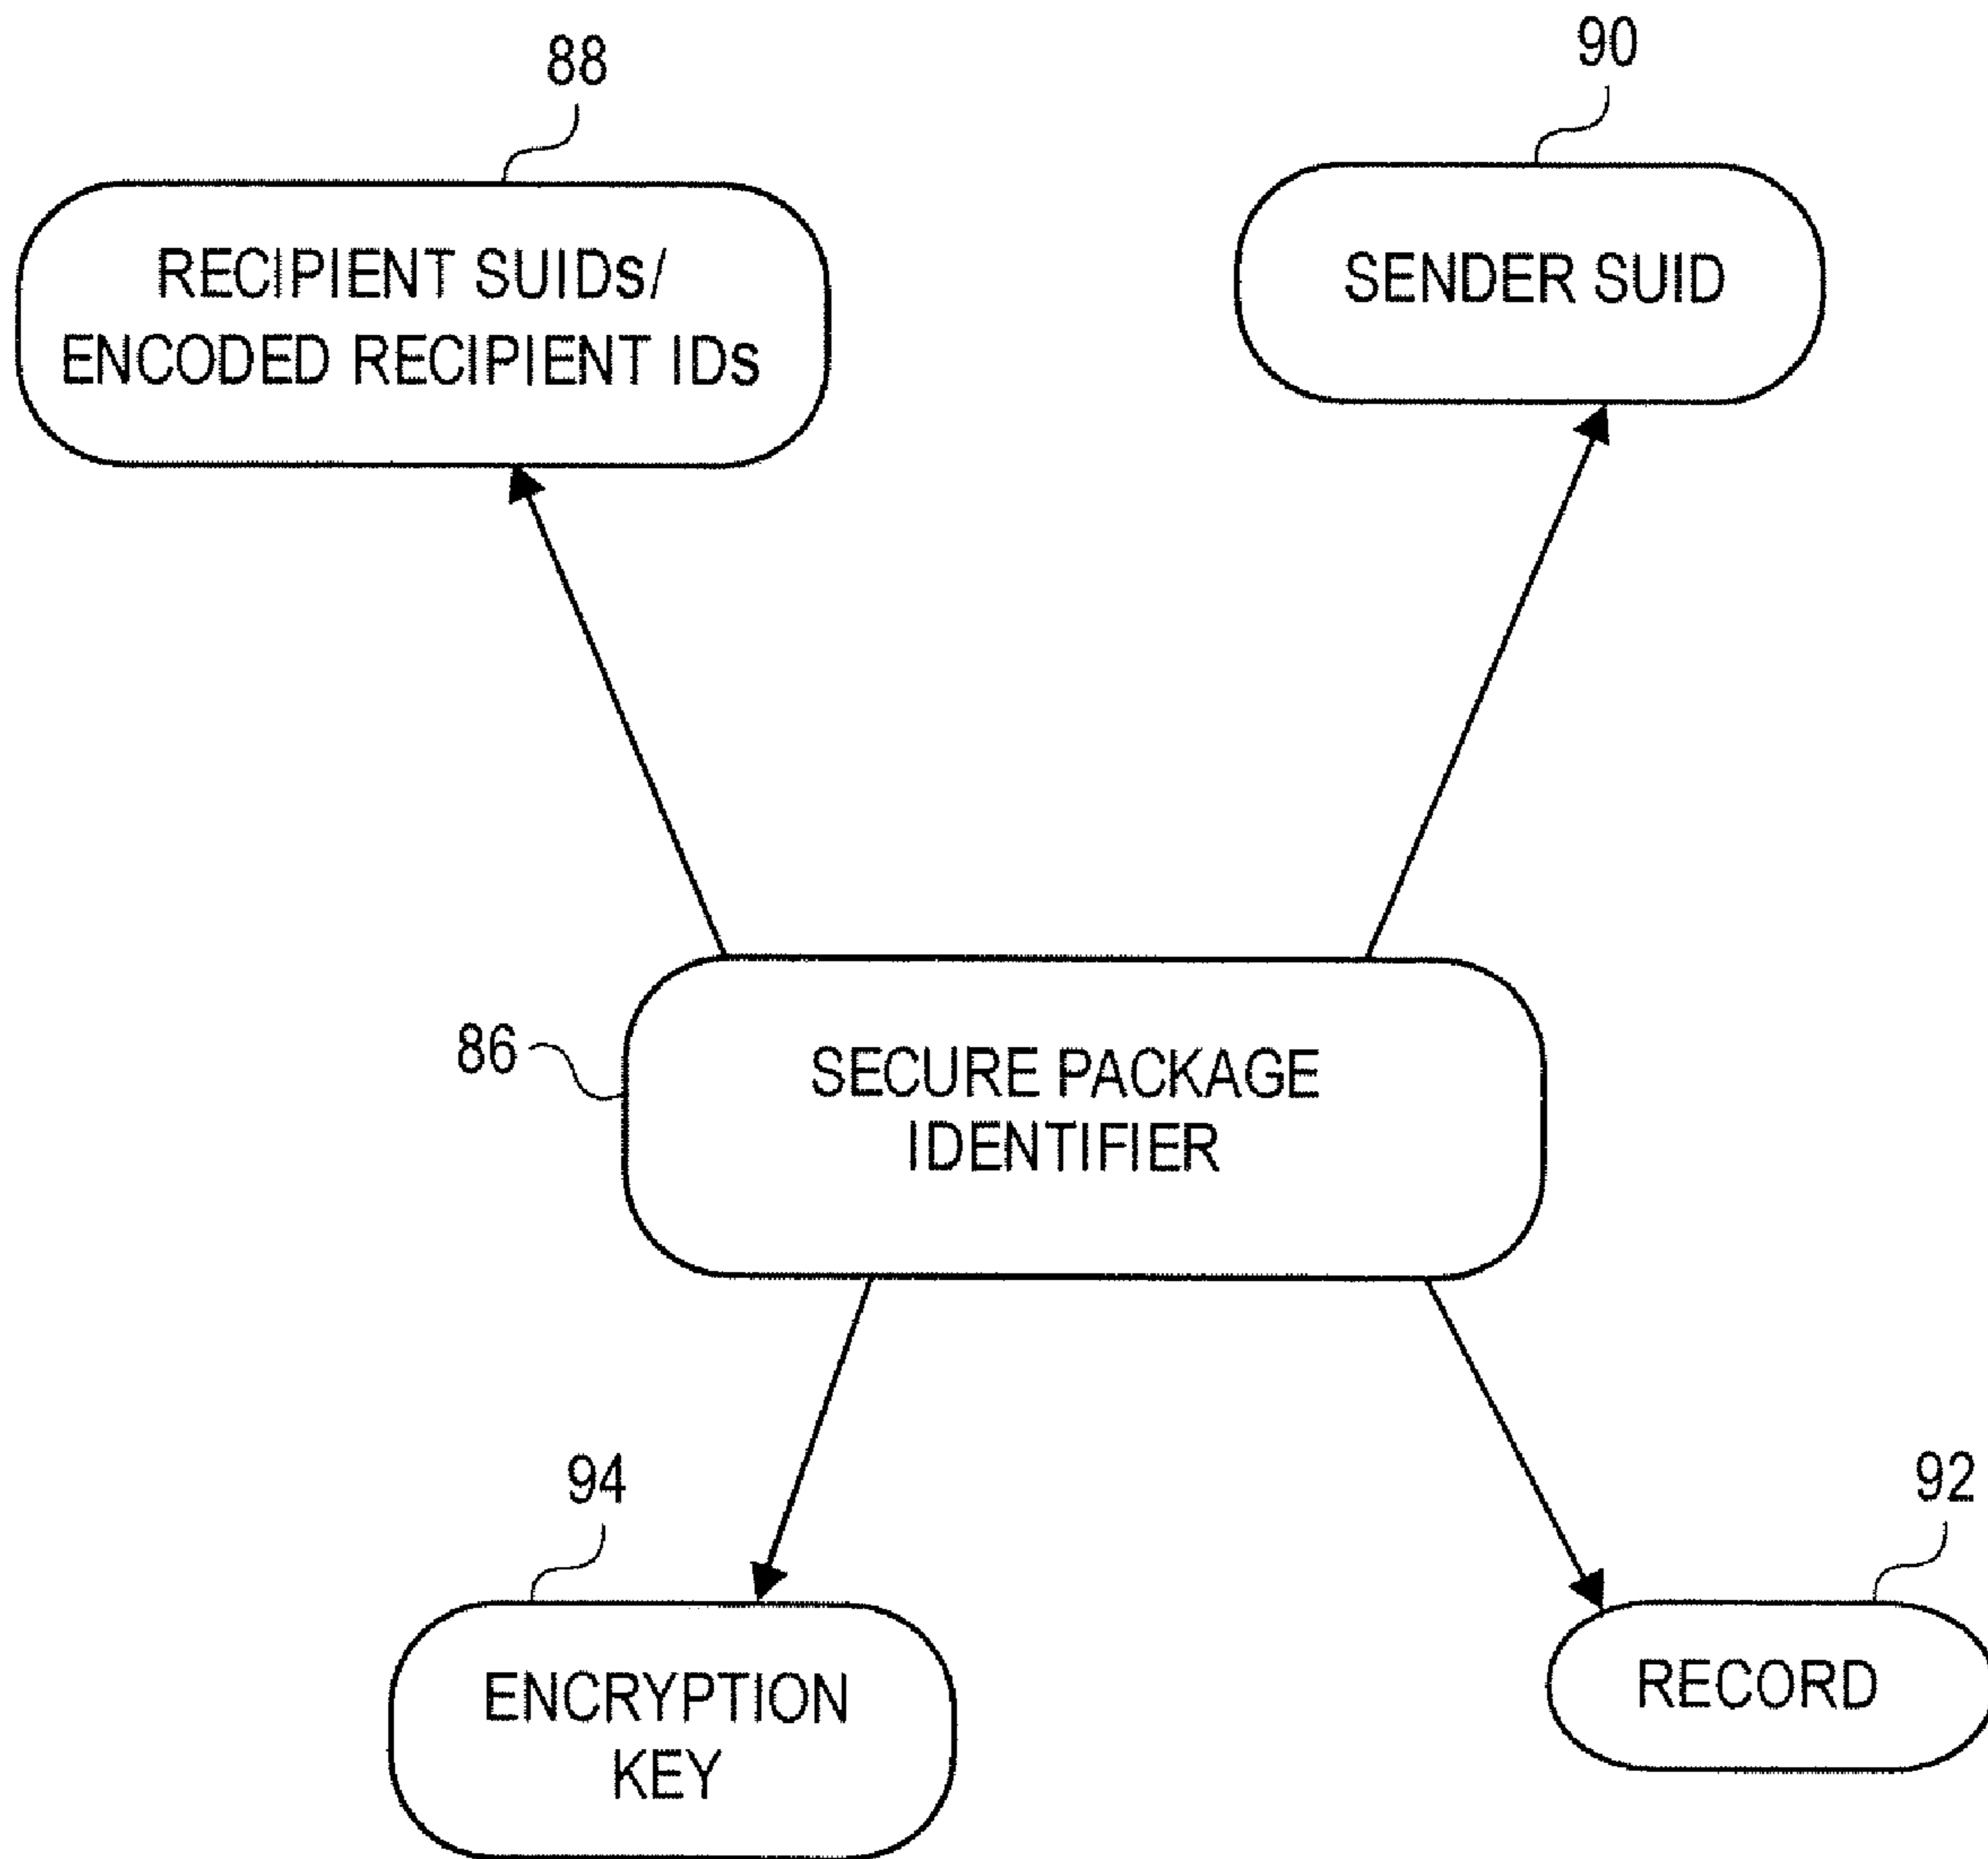 88
90
RECIPIENT SUIDs/
ENCODED RECIPIENT IDs
SENDER SUID
86
SECURE PACKAGE
IDENTIFIER
94
92
ENCRYPTION
KEY
RECORD